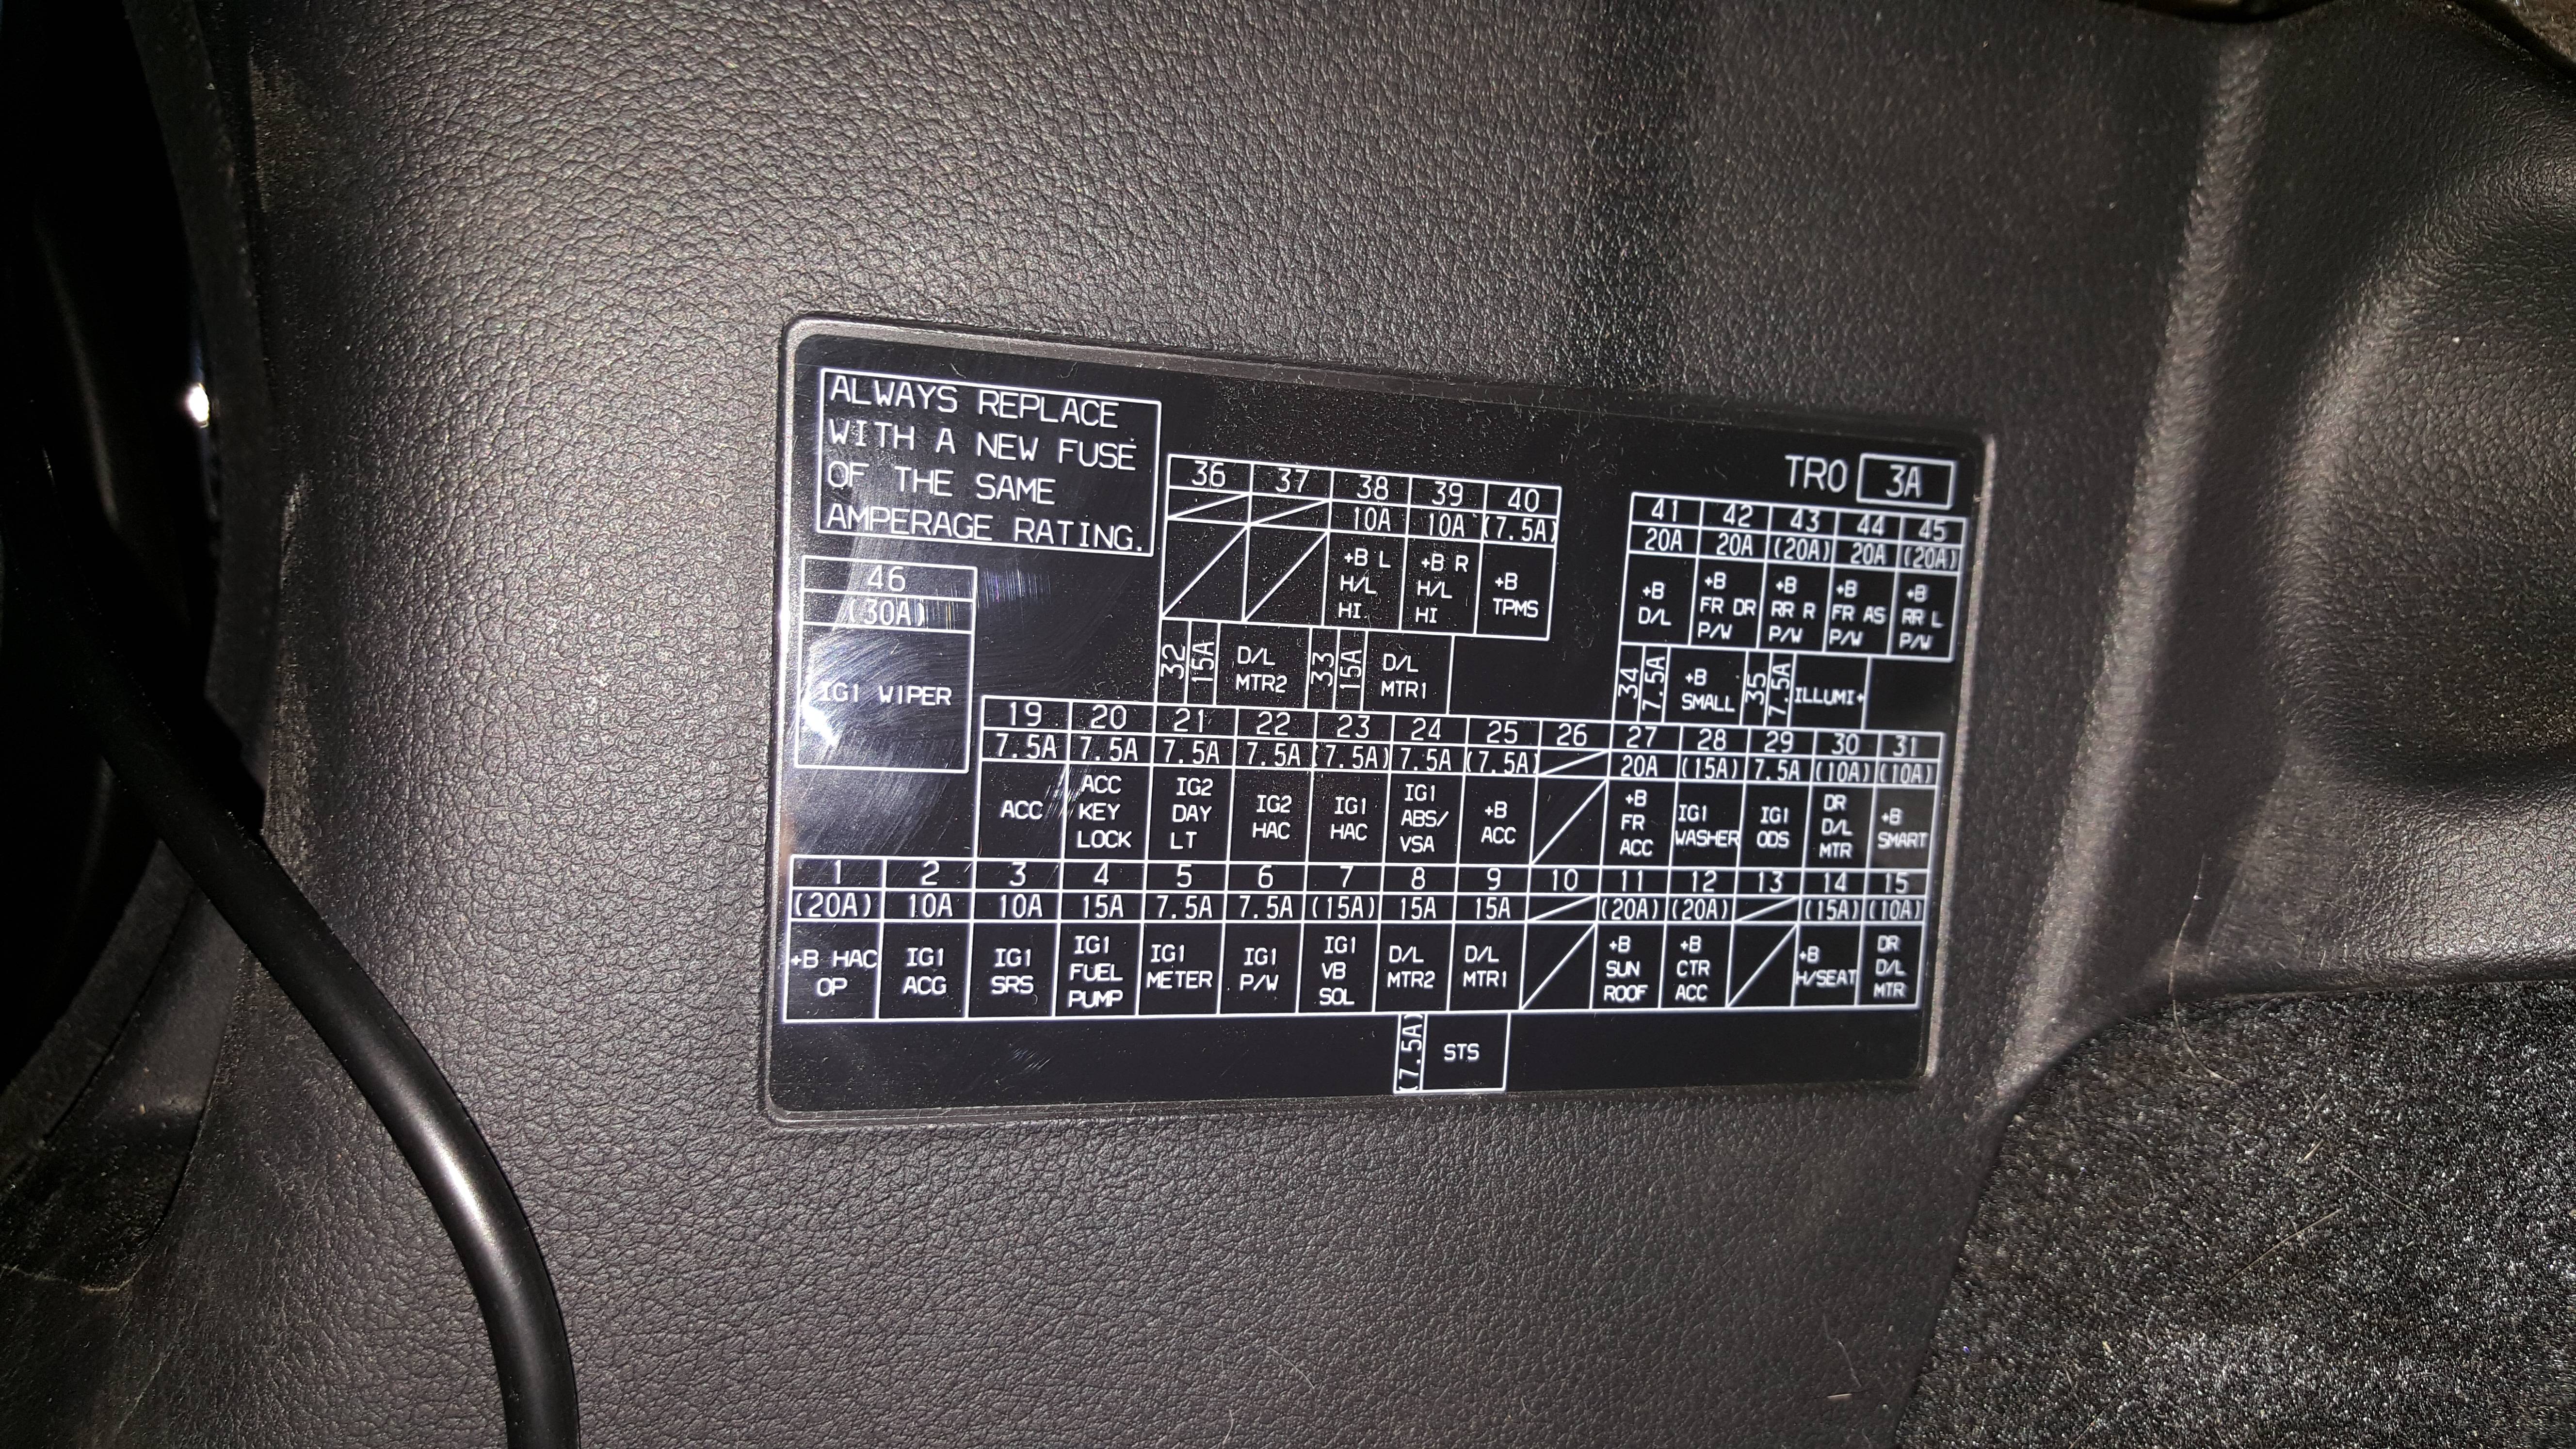 ALWAYS REPLACE
WITH A NEW FUSE
OF THE SAME
AMPERAGE RATING.
TRO 3A
36 37 38 39 40
10A 10A (7.5A)
+B L H/L HI
+B R H/L HI
+B TPMS
41 42 43 44 45
20A 20A (20A) 20A (20A)
+B D/L
+B FR DR P/W
+B RR R P/W
+B FR AS P/W
+B RR L P/W
46
(30A)
IG1 WIPER
32 15A D/L MTR2
33 15A D/L MTR1
34 7.5A +B SMALL
35 7.5A ILLUMI+
19 20 21 22 23 24 25 26 27 28 29 30 31
7.5A 7.5A 7.5A 7.5A (7.5A) 7.5A (7.5A) 20A (15A) 7.5A (10A) (10A)
ACC
ACC KEY LOCK
IG2 DAY LT
IG2 HAC
IG1 HAC
IG1 ABS/ VSA
+B ACC
+B FR ACC
IG1 WASHER
IG1 ODS
DR D/L MTR
+B SMART
1 2 3 4 5 6 7 8 9 10 11 12 13 14 15
(20A) 10A 10A 15A 7.5A 7.5A (15A) 15A 15A (20A) (20A) (15A) (10A)
+B HAC OP
IG1 ACG
IG1 SRS
IG1 FUEL PUMP
IG1 METER
IG1 P/W
IG1 VB SOL
D/L MTR2
D/L MTR1
+B SUN ROOF
+B CTR ACC
+B H/SEAT
DR D/L MTR
(7.5A) STS